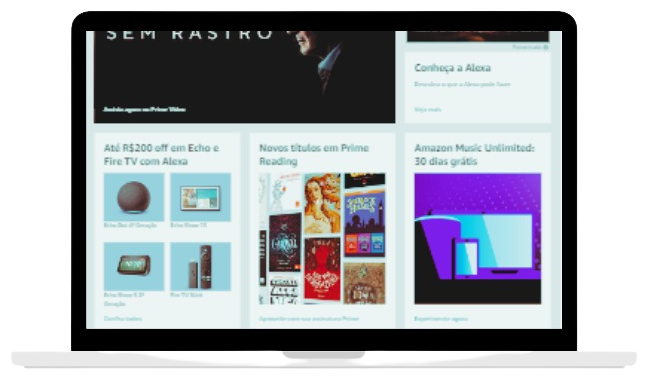 SEM RASTRO
Assista agora no Prime Video
Patrocinado
Conheça a Alexa
Descubra o que a Alexa pode fazer
Veja mais
Até R$200 off em Echo e
Fire TV com Alexa
Echo Dot 4ª Geração
Echo Show 10
Echo Show 5 2ª
Geração
Fire TV Stick
Confira todos
Novos títulos em Prime
Reading
Aproveite com sua assinatura Prime
Amazon Music Unlimited:
30 dias grátis
Experimente agora